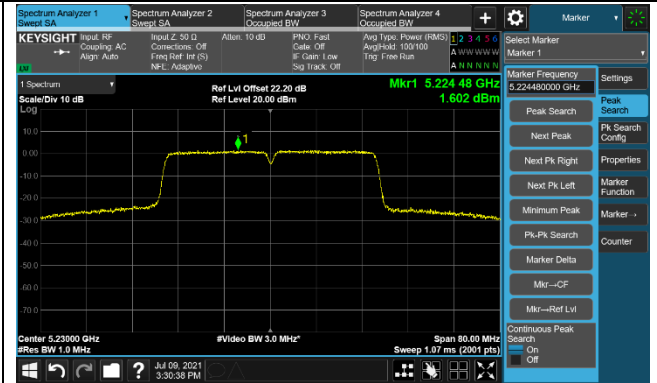 Spectrum Analyzer 1
Swept SA
Spectrum Analyzer 2
Swept SA
Spectrum Analyzer 3
Occupied BW
Spectrum Analyzer 4
Occupied BW
+
Marker
KEYSIGHT
Input: RF
Coupling: AC
Align: Auto
Input Z: 50 Ω
Corrections: Off
Freq Ref: Int (S)
NFE: Adaptive
Atten: 10 dB
PNO: Fast
Gate: Off
IF Gain: Low
Sig Track: Off
Avg Type: Power (RMS)
Avg|Hold: 100/100
Trig: Free Run
1 2 3 4 5 6
A W W W W W
A N N N N N
Select Marker
Marker 1
1 Spectrum
Scale/Div 10 dB
Log
Ref Lvl Offset 22.20 dB
Ref Level 20.00 dBm
Mkr1 5.224 48 GHz
1.602 dBm
1
10.0
0.00
-10.0
-20.0
-30.0
-40.0
-50.0
-60.0
-70.0
Center 5.23000 GHz
#Res BW 1.0 MHz
#Video BW 3.0 MHz*
Span 80.00 MHz
Sweep 1.07 ms (2001 pts)
Marker Frequency
5.224480000 GHz
Peak Search
Next Peak
Next Pk Right
Next Pk Left
Minimum Peak
Pk-Pk Search
Marker Delta
Mkr→CF
Mkr→Ref Lvl
Continuous Peak
Search
On
Off
Settings
Peak
Search
Pk Search
Config
Properties
Marker
Function
Marker→
Counter
?
Jul 09, 2021
3:30:38 PM